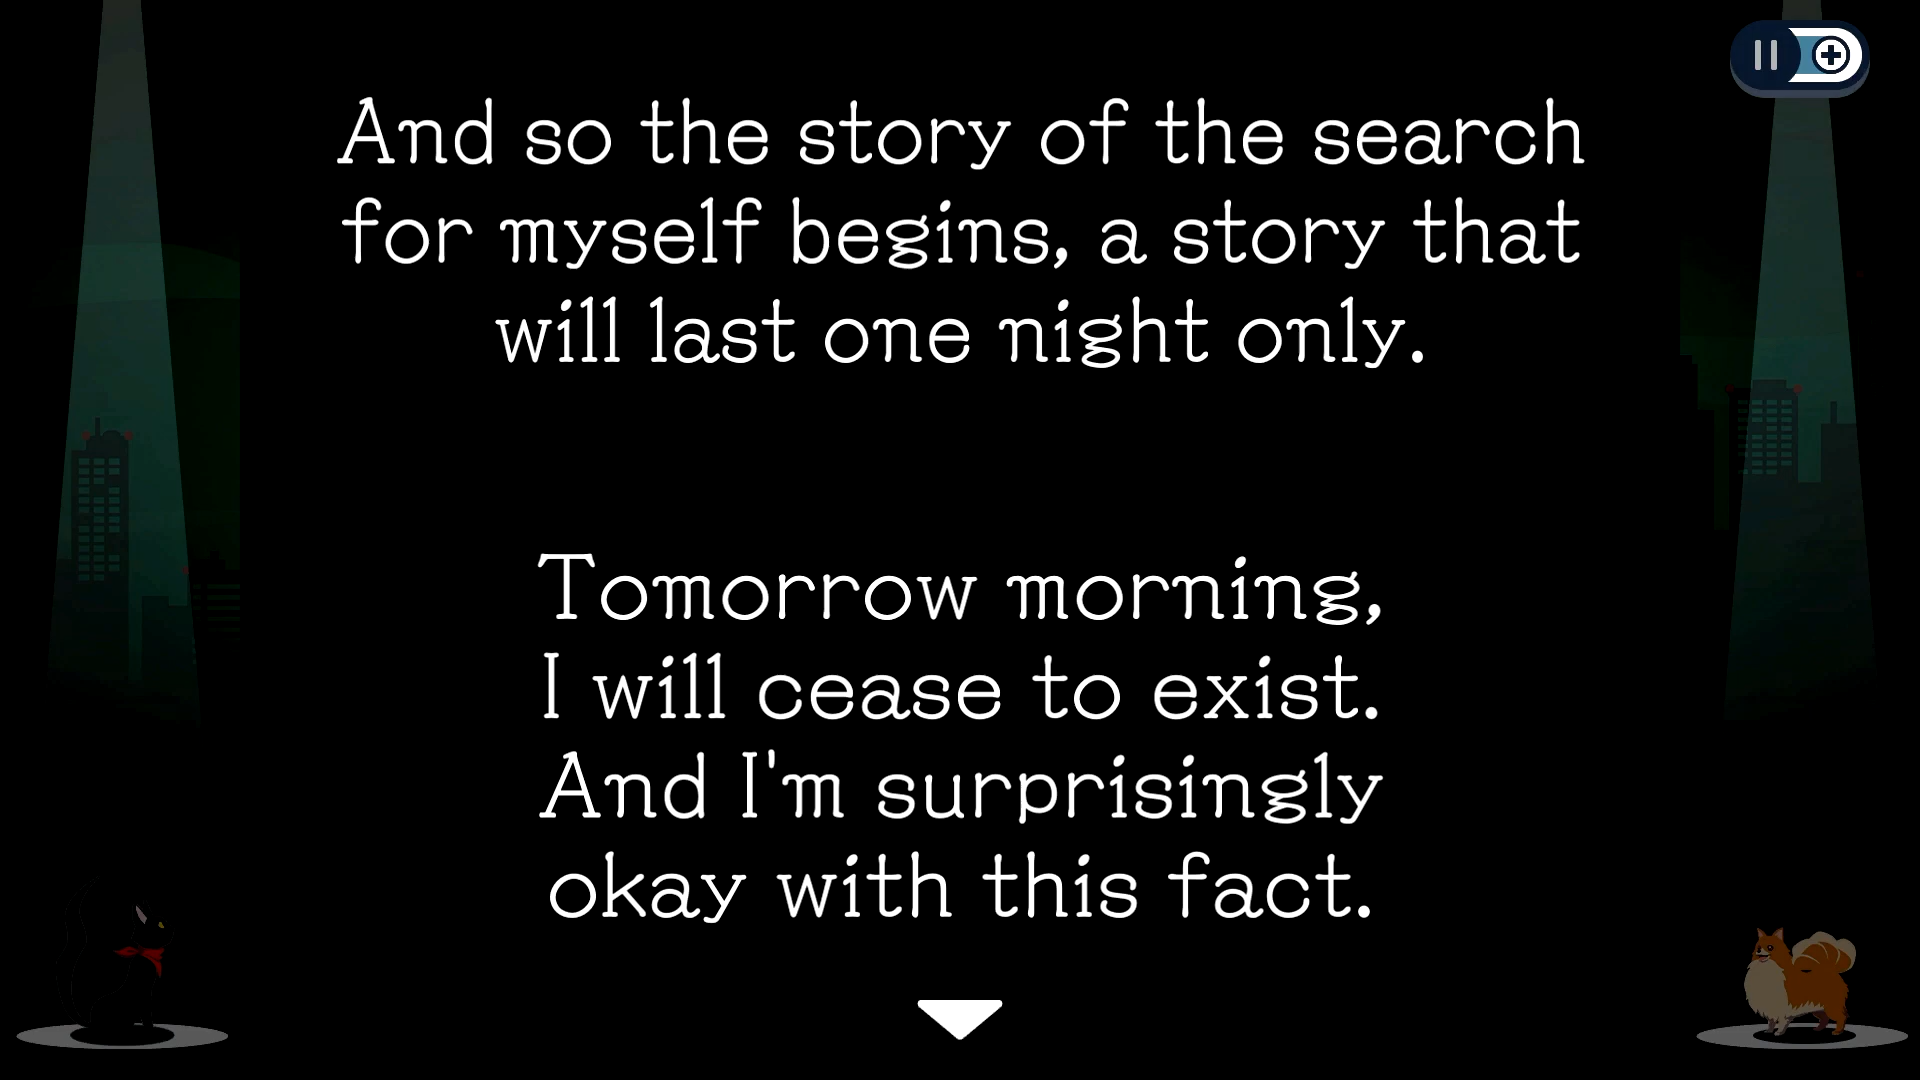 And so the story of the search
for myself begins, a story that
will last one night only.
Tomorrow morning,
I will cease to exist.
And I'm surprisingly
okay with this fact.